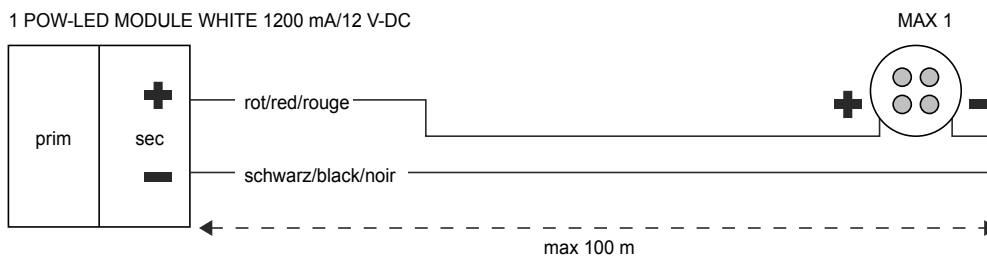 1 POW-LED MODULE WHITE 1200 mA/12 V-DC
MAX 1
rot/red/rouge
prim
sec
schwarz/black/noir
max 100 m